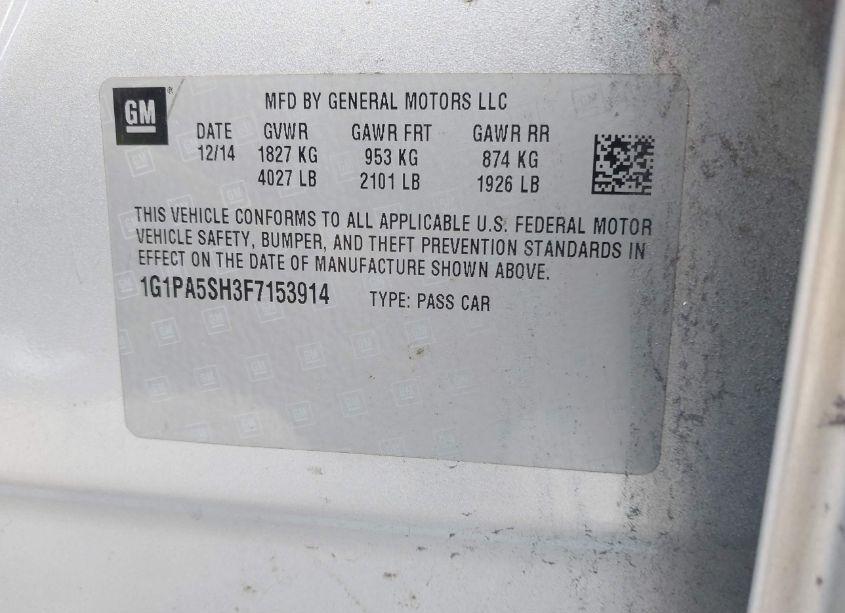 GM
MFD BY GENERAL MOTORS LLC
DATE GVWR GAWR FRT GAWR RR
12/14 1827 KG 953 KG 874 KG
4027 LB 2101 LB 1926 LB
THIS VEHICLE CONFORMS TO ALL APPLICABLE U.S. FEDERAL MOTOR
VEHICLE SAFETY, BUMPER, AND THEFT PREVENTION STANDARDS IN
EFFECT ON THE DATE OF MANUFACTURE SHOWN ABOVE.
1G1PA5SH3F7153914 TYPE: PASS CAR